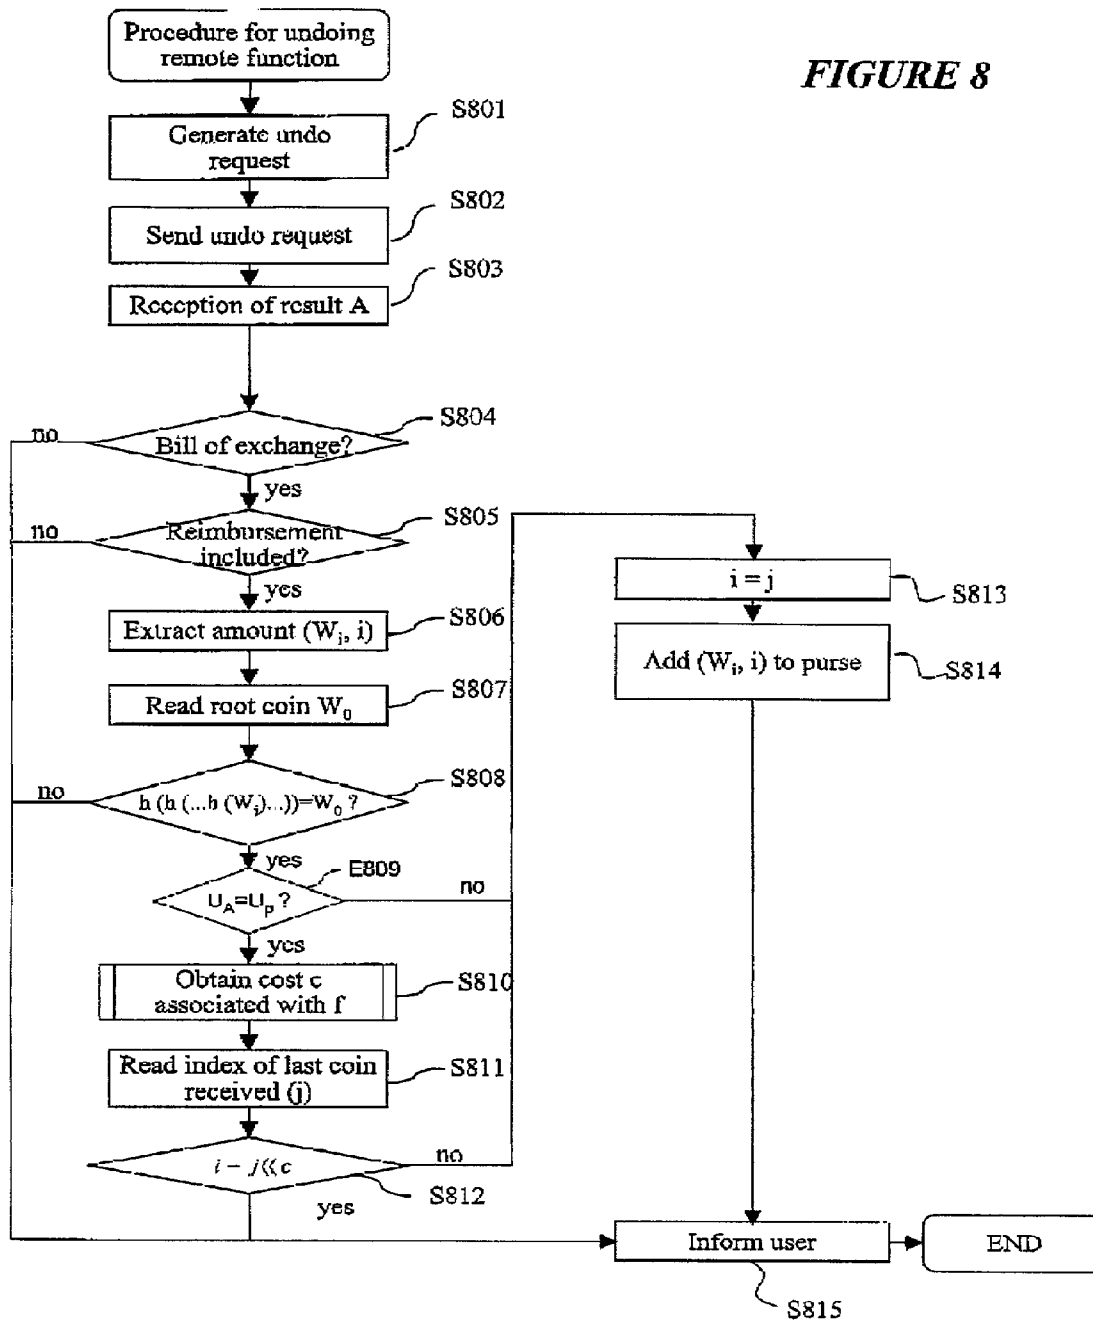 Procedure for undoing
remote function
FIGURE 8
S801
Generate undo
request
S802
Send undo request
S803
Reception of result A
S804
no
Bill of exchange?
yes
S805
no
Reimbursement
included?
yes
i = j
S813
S806
Extract amount (Wi, i)
Add (Wi, i) to purse
S814
S807
Read root coin W0
S808
no
h (h (...h (Wi)...))=W0 ?
yes
E809
no
UA=Up ?
yes
Obtain cost c
associated with f
S810
Read index of last coin
received (j)
S811
i – j << c
no
S812
yes
Inform user
END
S815